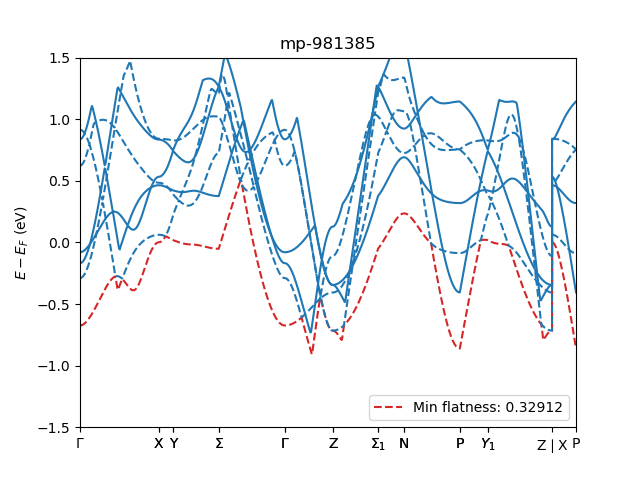 mp-981385
E − E_F (eV)
1.5
1.0
0.5
0.0
−0.5
−1.0
−1.5
Min flatness: 0.32912
Γ X Y Σ Γ Z Σ₁ N P Y₁ Z | X P